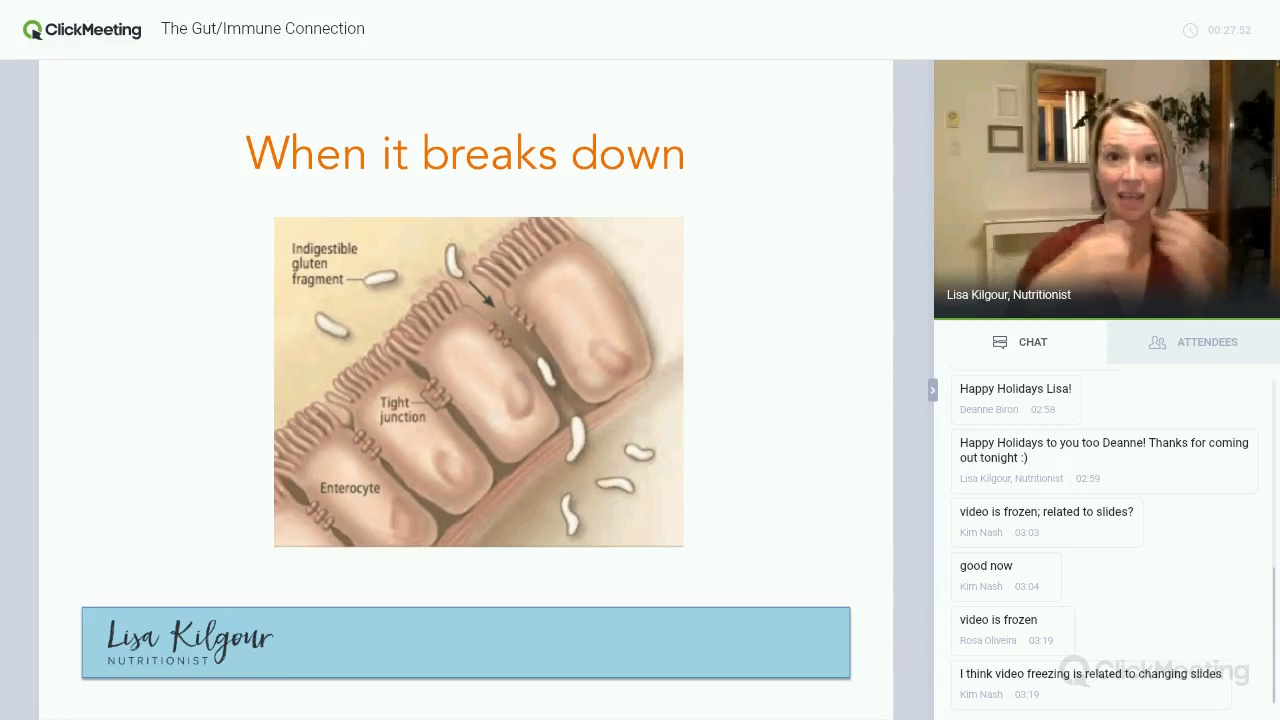 ClickMeeting
The Gut/Immune Connection
00:27:52
When it breaks down
Indigestible
gluten
fragment
Tight
junction
Enterocyte
Lisa Kilgour
NUTRITIONIST
Lisa Kilgour, Nutritionist
CHAT
ATTENDEES
Happy Holidays Lisa!
Deanne Biron 02:58
Happy Holidays to you too Deanne! Thanks for coming
out tonight :)
Lisa Kilgour, Nutritionist 02:59
video is frozen; related to slides?
Kim Nash 03:03
good now
Kim Nash 03:04
video is frozen
Rosa Oliveira 03:19
I think video freezing is related to changing slides
Kim Nash 03:19
ClickMeeting